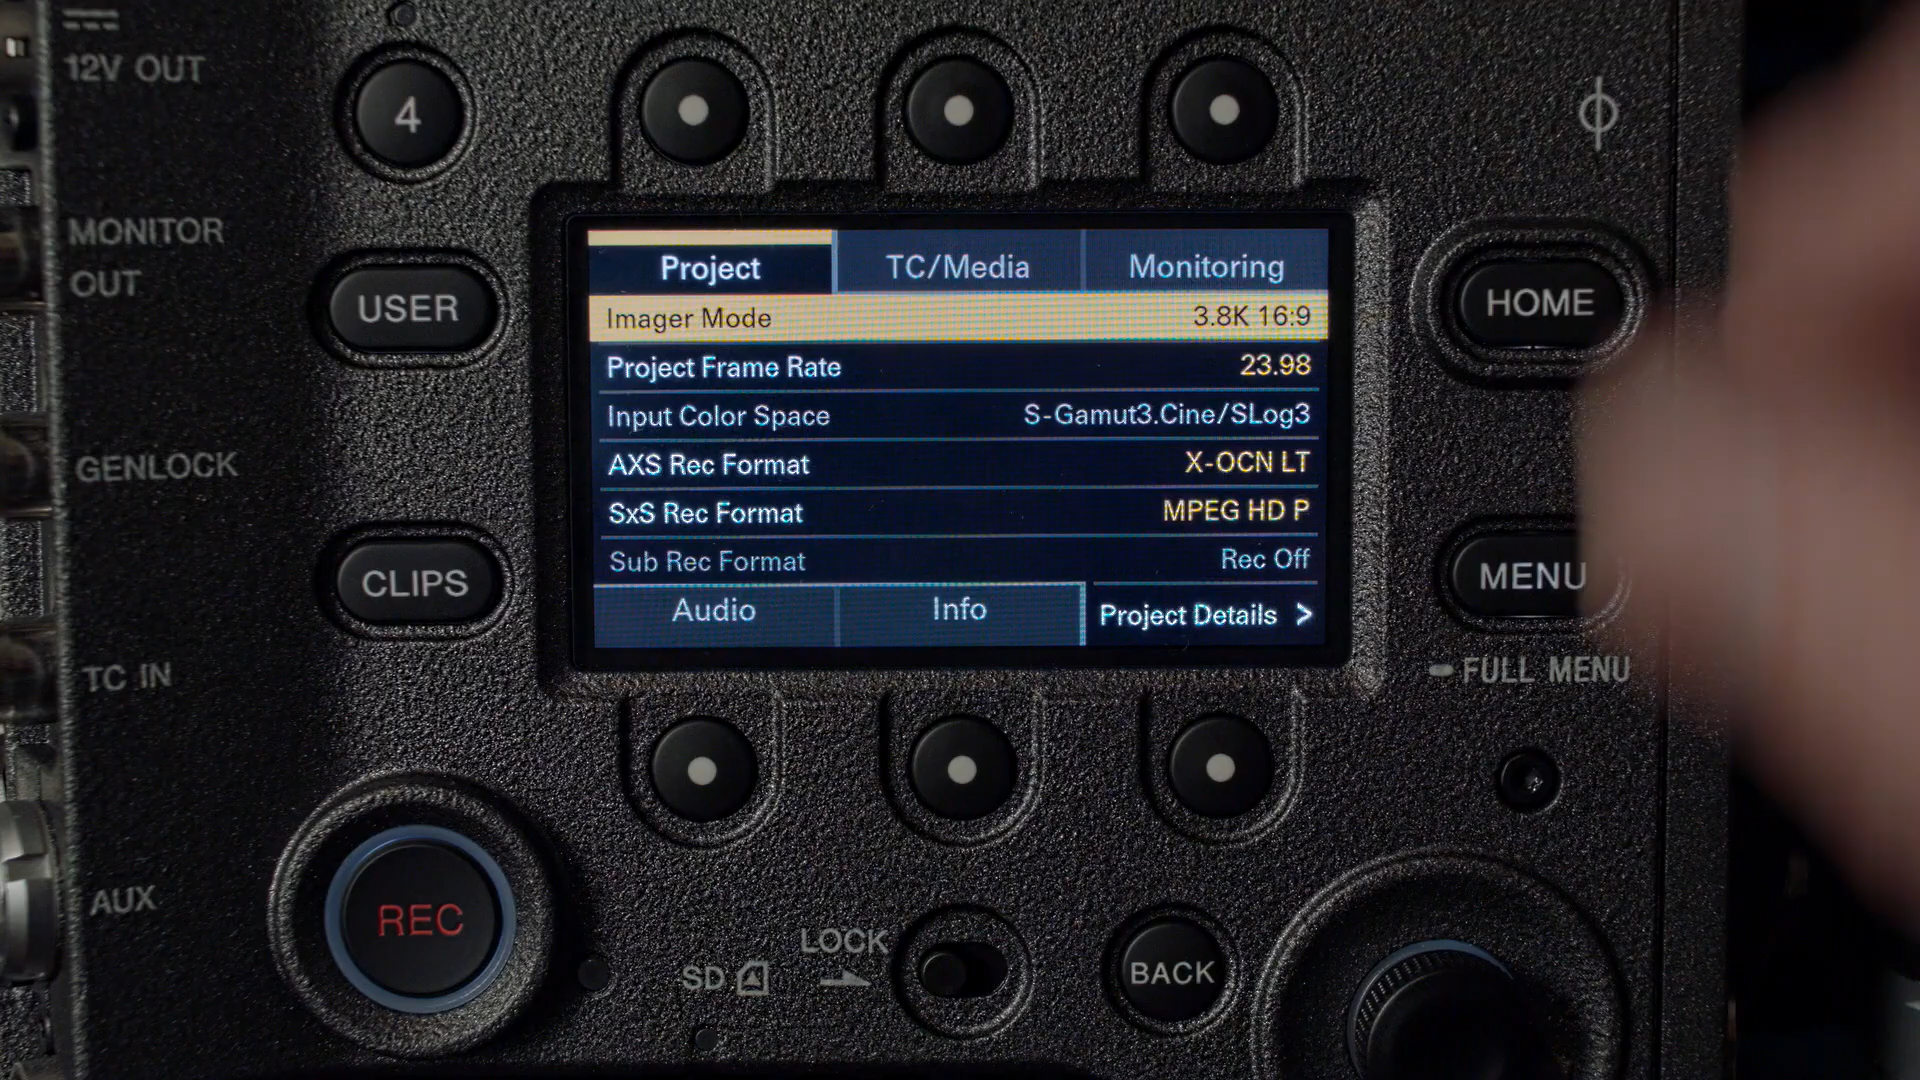 12V OUT
4
MONITOR
OUT
USER
HOME
Project TC/Media Monitoring
Imager Mode 3.8K 16:9
Project Frame Rate 23.98
Input Color Space S-Gamut3.Cine/SLog3
AXS Rec Format X-OCN LT
SxS Rec Format MPEG HD P
Sub Rec Format Rec Off
Audio Info Project Details >
GENLOCK
CLIPS
MENU
FULL MENU
TC IN
AUX
REC
SD
LOCK
BACK